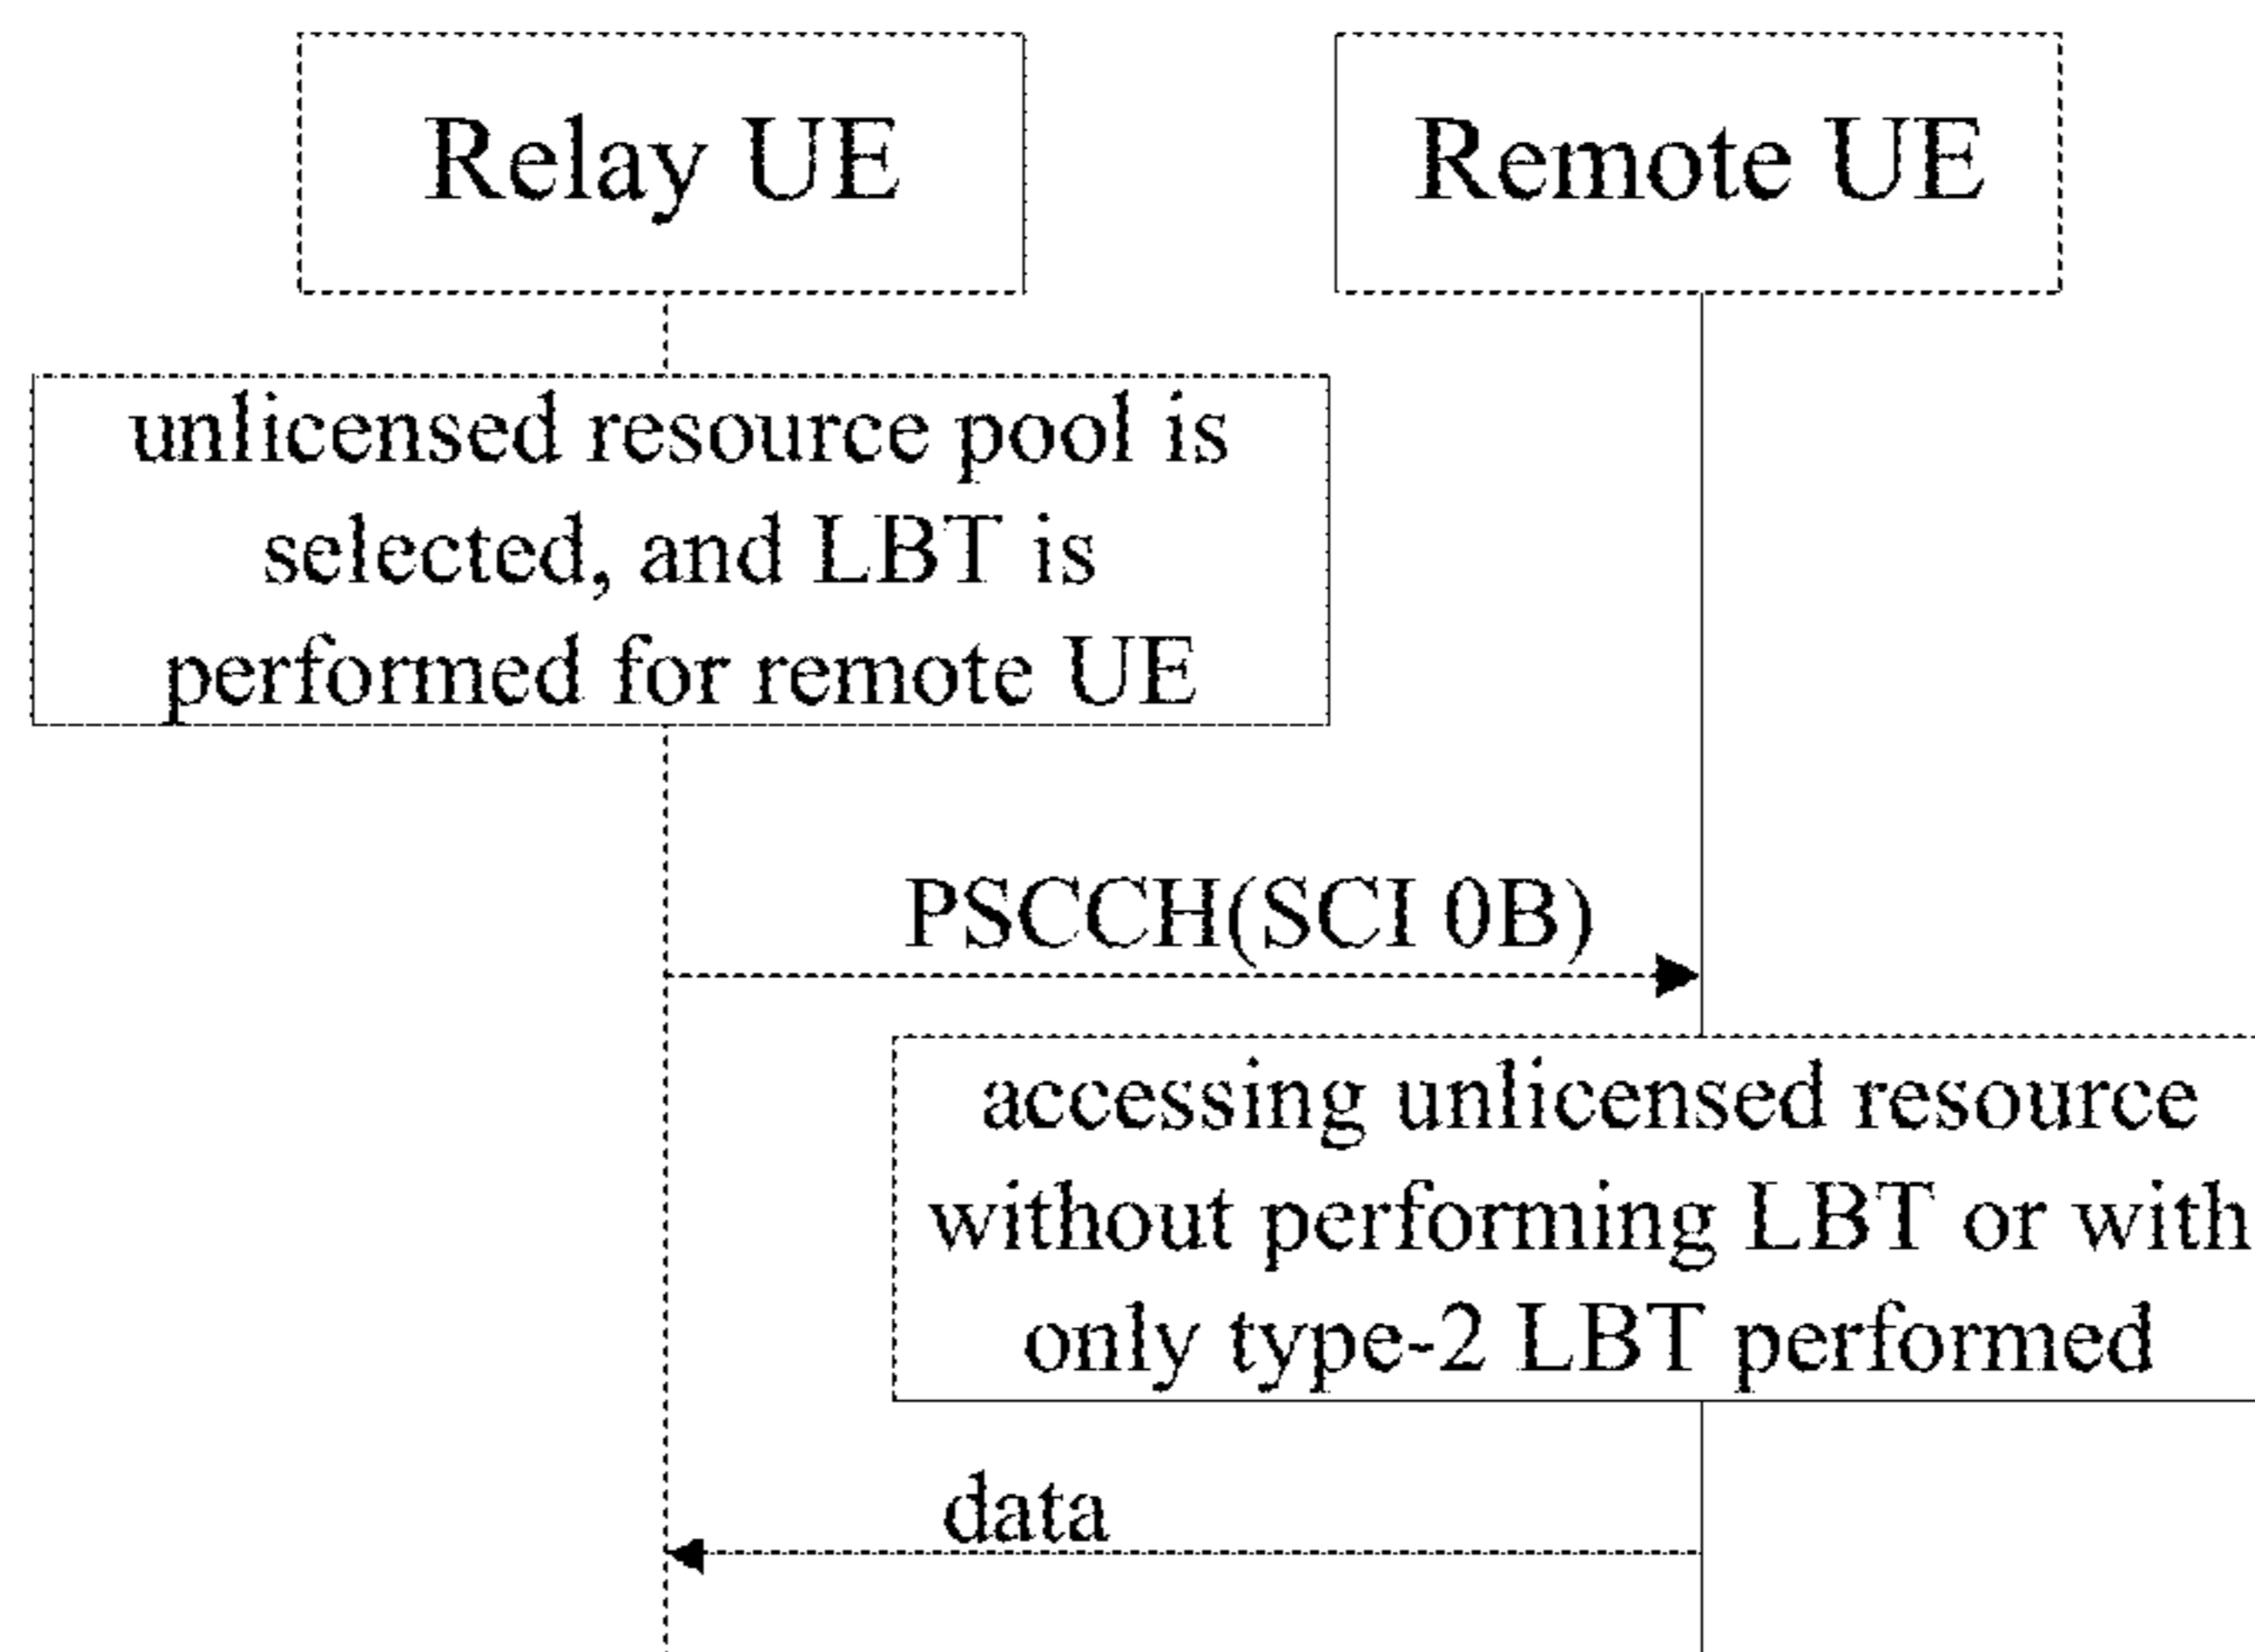 Relay UE
Remote UE
unlicensed resource pool is
selected, and LBT is
performed for remote UE
PSCCH(SCI 0B)
accessing unlicensed resource
without performing LBT or with
only type-2 LBT performed
data